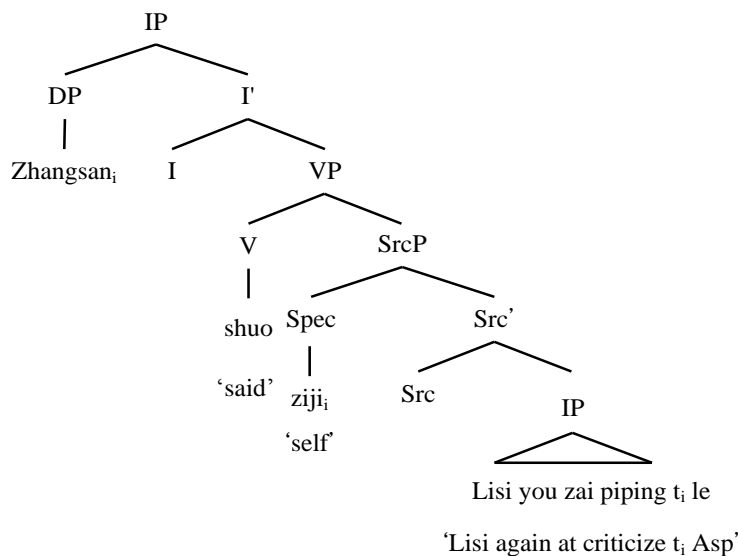 IP
DP I'
Zhangsanᵢ I VP
V SrcP
shuo Spec Src’
‘said’ zijiᵢ Src IP
‘self’
Lisi you zai piping tᵢ le
‘Lisi again at criticize tᵢ Asp’